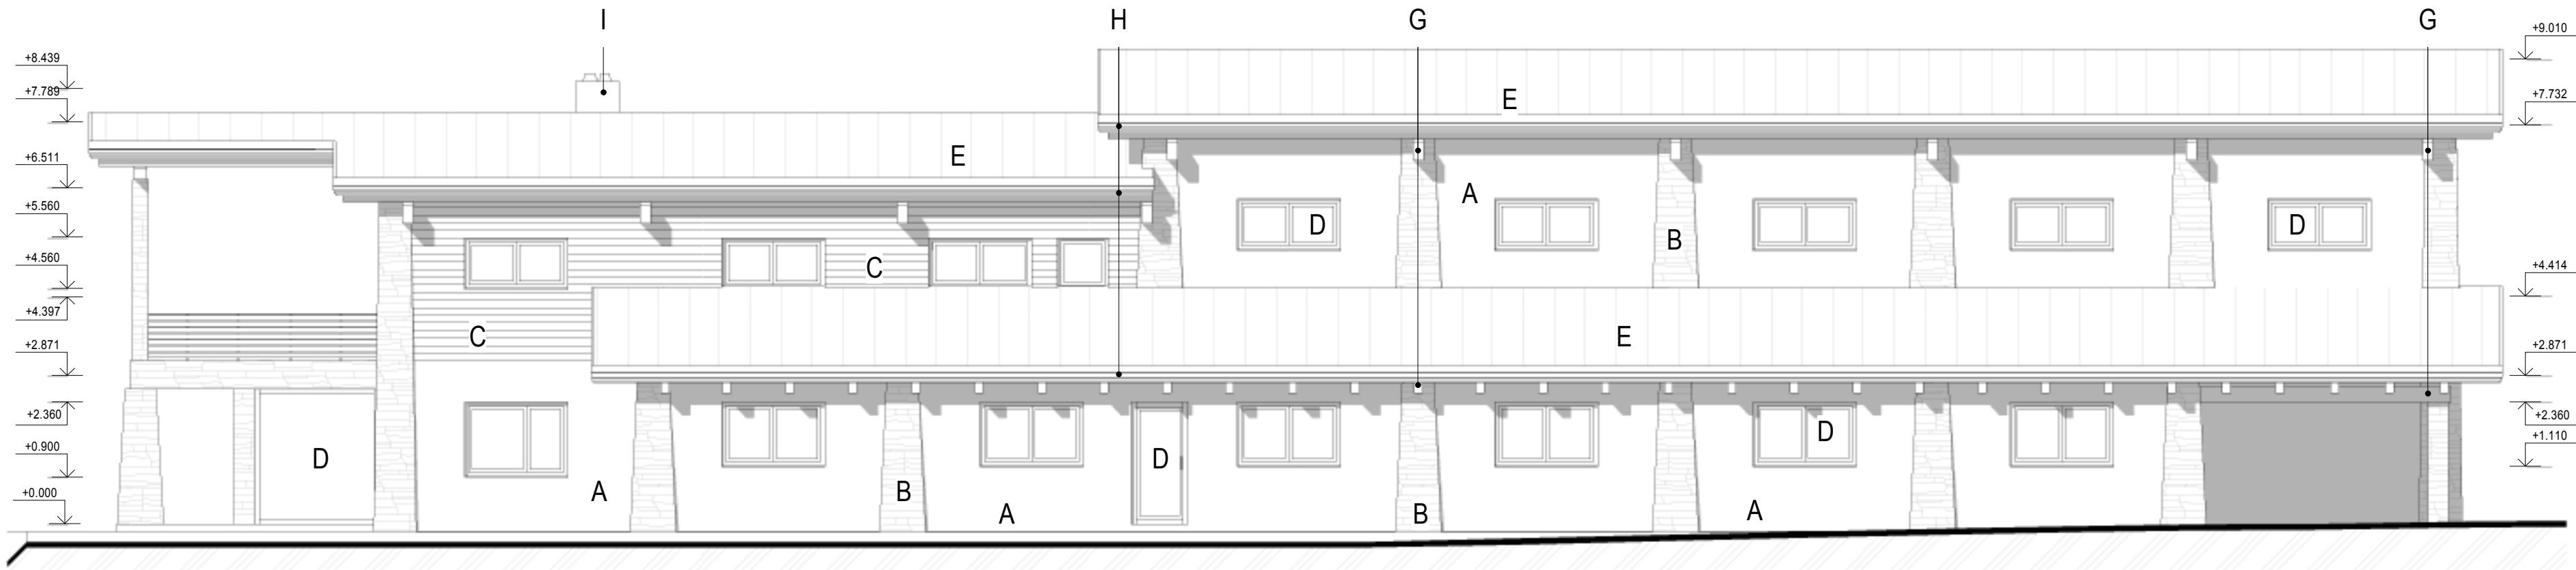 I
H
G
G
+8.439
+7.789
+6.511
+5.560
+4.560
+4.397
+2.871
+2.360
+0.900
+0.000
+9.010
+7.732
+4.414
+2.871
+2.360
+1.110
E
E
A
D
B
D
C
C
E
D
D
D
A
B
A
B
A